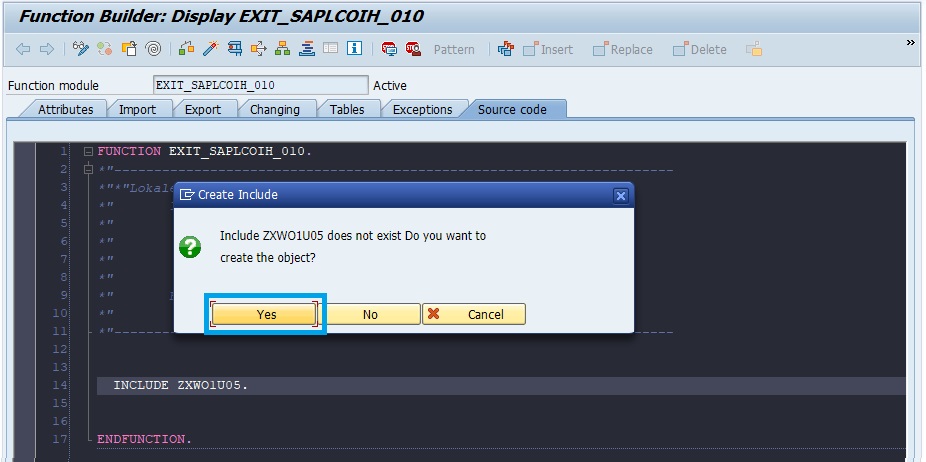 Function Builder: Display EXIT_SAPLCOIH_010
Pattern Insert Replace Delete »
Function module EXIT_SAPLCOIH_010 Active
Attributes Import Export Changing Tables Exceptions Source code
1 FUNCTION EXIT_SAPLCOIH_010.
2 *"----------------------------------------------------------------------
3 *"*"Lokale
4 *"
5 *"
6 *"
7 *"
8 *"
9 *"
10 *"
11 *"----------------------------------------------------------------------
12
13
14 INCLUDE ZXWO1U05.
15
16
17 ENDFUNCTION.
Create Include
Include ZXWO1U05 does not exist Do you want to
create the object?
Yes No Cancel